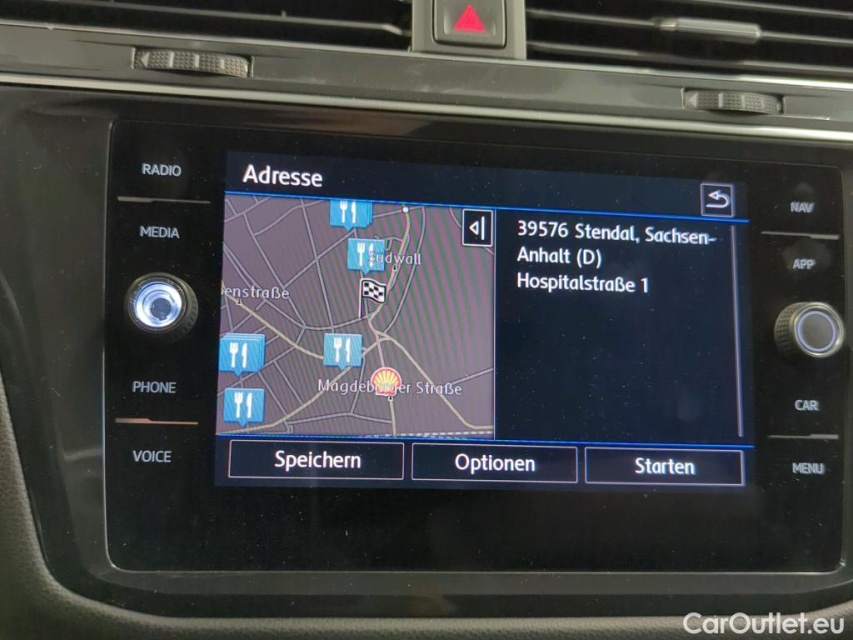 RADIO
MEDIA
PHONE
VOICE
Adresse
Südwall
enstraße
Magdeburger Straße
39576 Stendal, Sachsen-
Anhalt (D)
Hospitalstraße 1
Speichern
Optionen
Starten
NAV
APP
CAR
MENU
CarOutlet.eu